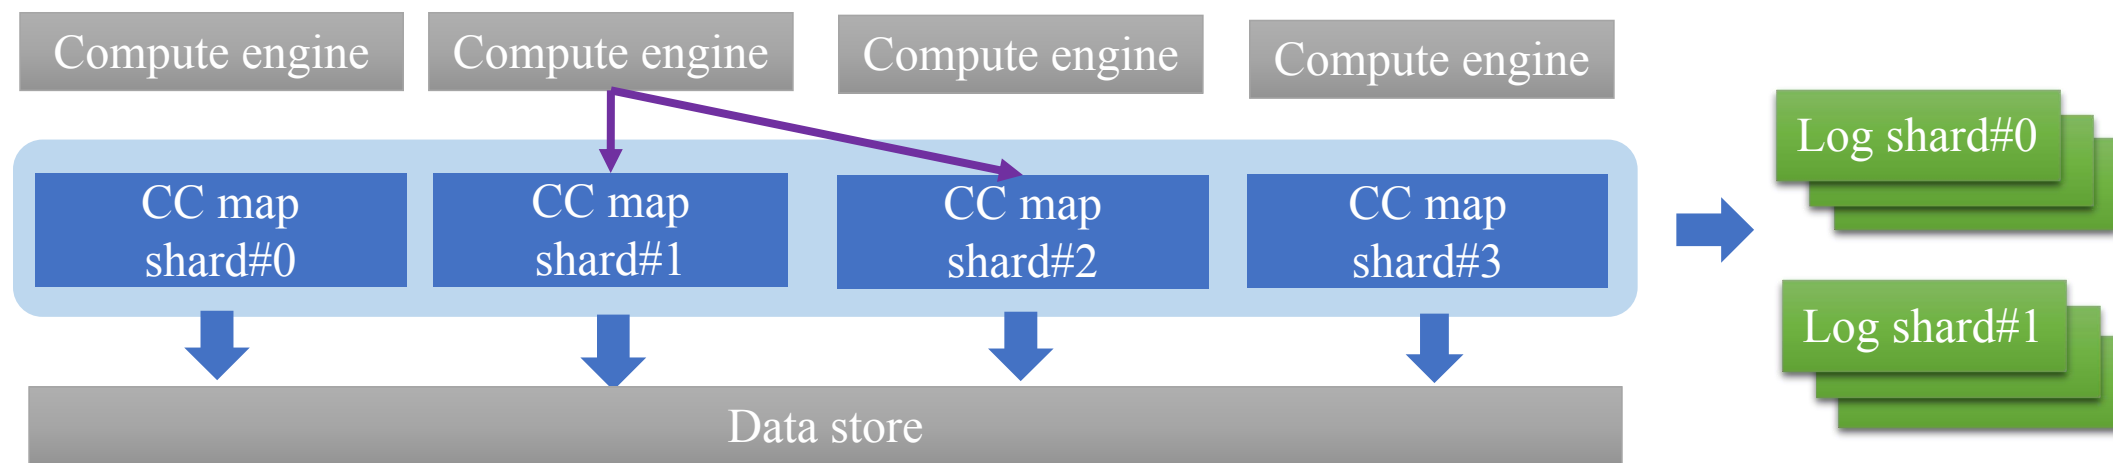 Compute engine
Compute engine
Compute engine
Compute engine
CC map
shard#0
CC map
shard#1
CC map
shard#2
CC map
shard#3
Data store
Log shard#0
Log shard#1